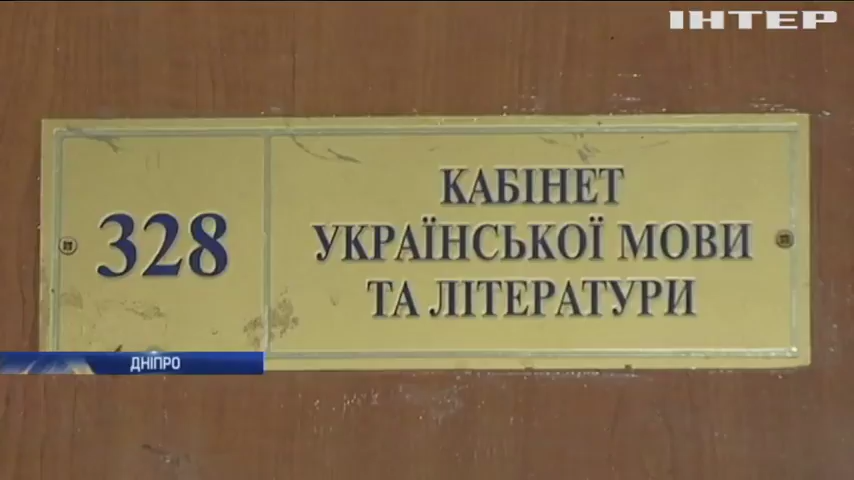 ІНТЕР
328
КАБІНЕТ
УКРАЇНСЬКОЇ МОВИ
ТА ЛІТЕРАТУРИ
ДНІПРО